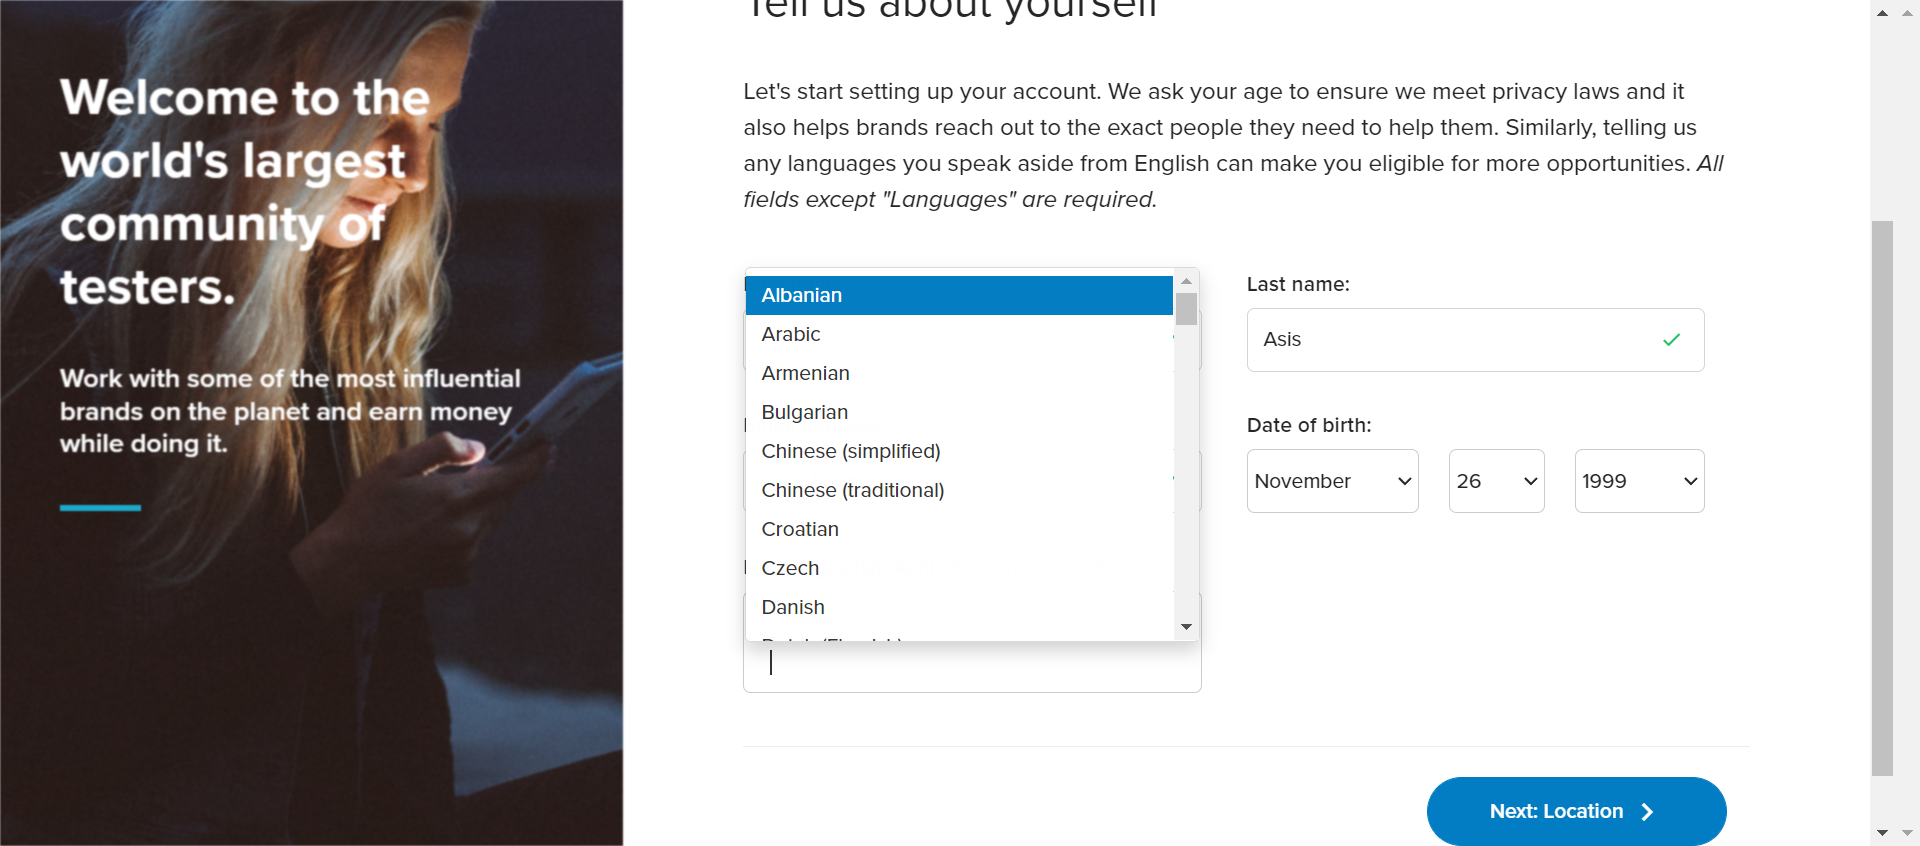 Welcome to the
world's largest
community of
testers.
Work with some of the most influential
brands on the planet and earn money
while doing it.
Tell us about yourself
Let's start setting up your account. We ask your age to ensure we meet privacy laws and it
also helps brands reach out to the exact people they need to help them. Similarly, telling us
any languages you speak aside from English can make you eligible for more opportunities. All
fields except "Languages" are required.
Albanian
Arabic
Armenian
Bulgarian
Chinese (simplified)
Chinese (traditional)
Croatian
Czech
Danish
Last name:
Asis
Date of birth:
November
26
1999
Next: Location